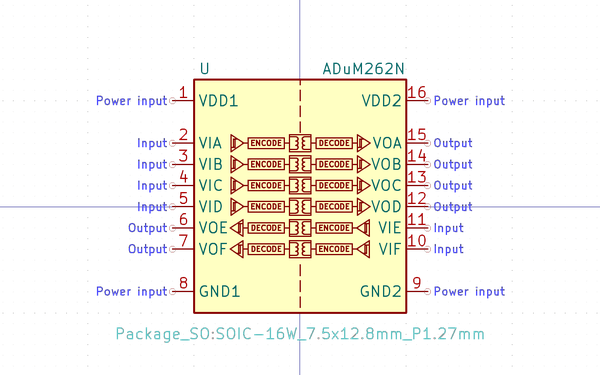 U ADuM262N
Power input 1 VDD1 VDD2 16 Power input
Input 2 VIA ENCODE DECODE VOA 15 Output
Input 3 VIB ENCODE DECODE VOB 14 Output
Input 4 VIC ENCODE DECODE VOC 13 Output
Input 5 VID ENCODE DECODE VOD 12 Output
Output 6 VOE DECODE ENCODE VIE 11 Input
Output 7 VOF DECODE ENCODE VIF 10 Input
Power input 8 GND1 GND2 9 Power input
Package_SO:SOIC-16W_7.5x12.8mm_P1.27mm